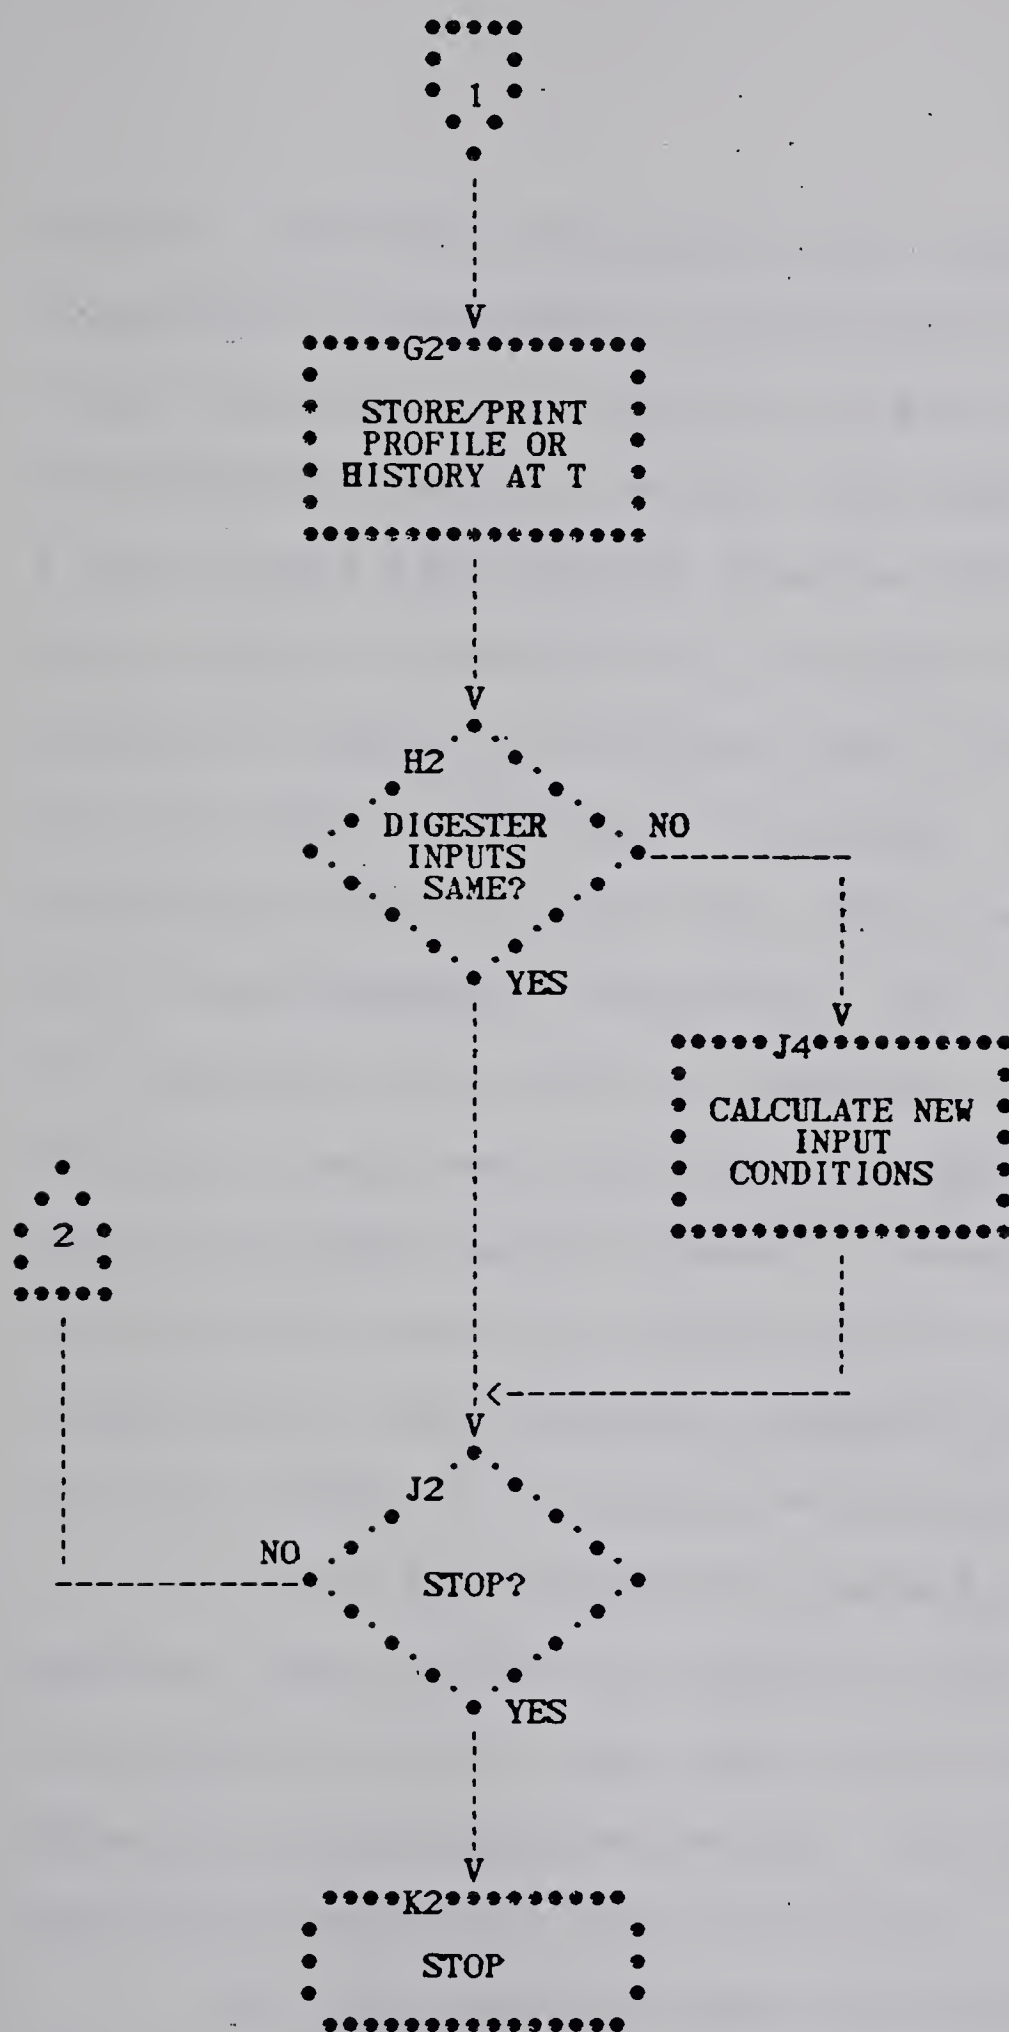 1
V
G2
STORE/PRINT
PROFILE OR
HISTORY AT T
V
H2
DIGESTER
INPUTS
SAME?
NO
YES
V
J4
CALCULATE NEW
INPUT
CONDITIONS
2
<
V
J2
NO
STOP?
YES
V
K2
STOP